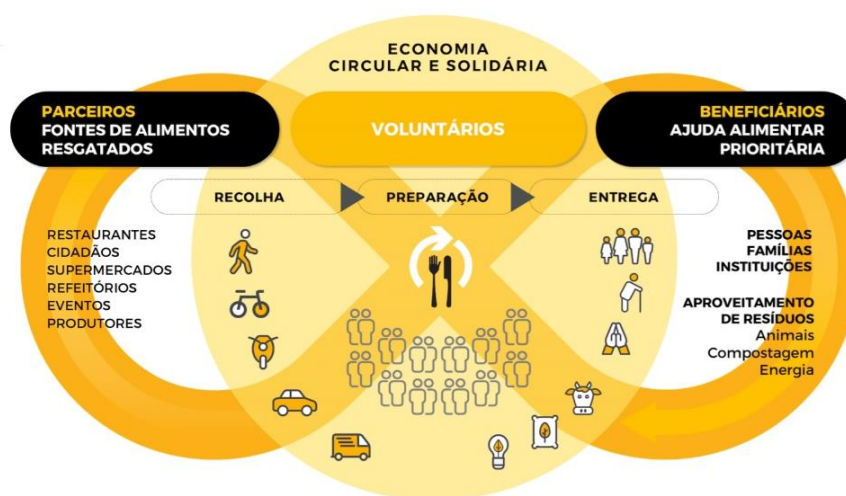 ECONOMIA
CIRCULAR E SOLIDÁRIA
PARCEIROS
FONTES DE ALIMENTOS
RESGATADOS
VOLUNTÁRIOS
BENEFICIÁRIOS
AJUDA ALIMENTAR
PRIORITÁRIA
RECOLHA
PREPARAÇÃO
ENTREGA
RESTAURANTES
CIDADÃOS
SUPERMERCADOS
REFEITÓRIOS
EVENTOS
PRODUTORES
PESSOAS
FAMÍLIAS
INSTITUIÇÕES
APROVEITAMENTO
DE RESÍDUOS
Animais
Compostagem
Energia